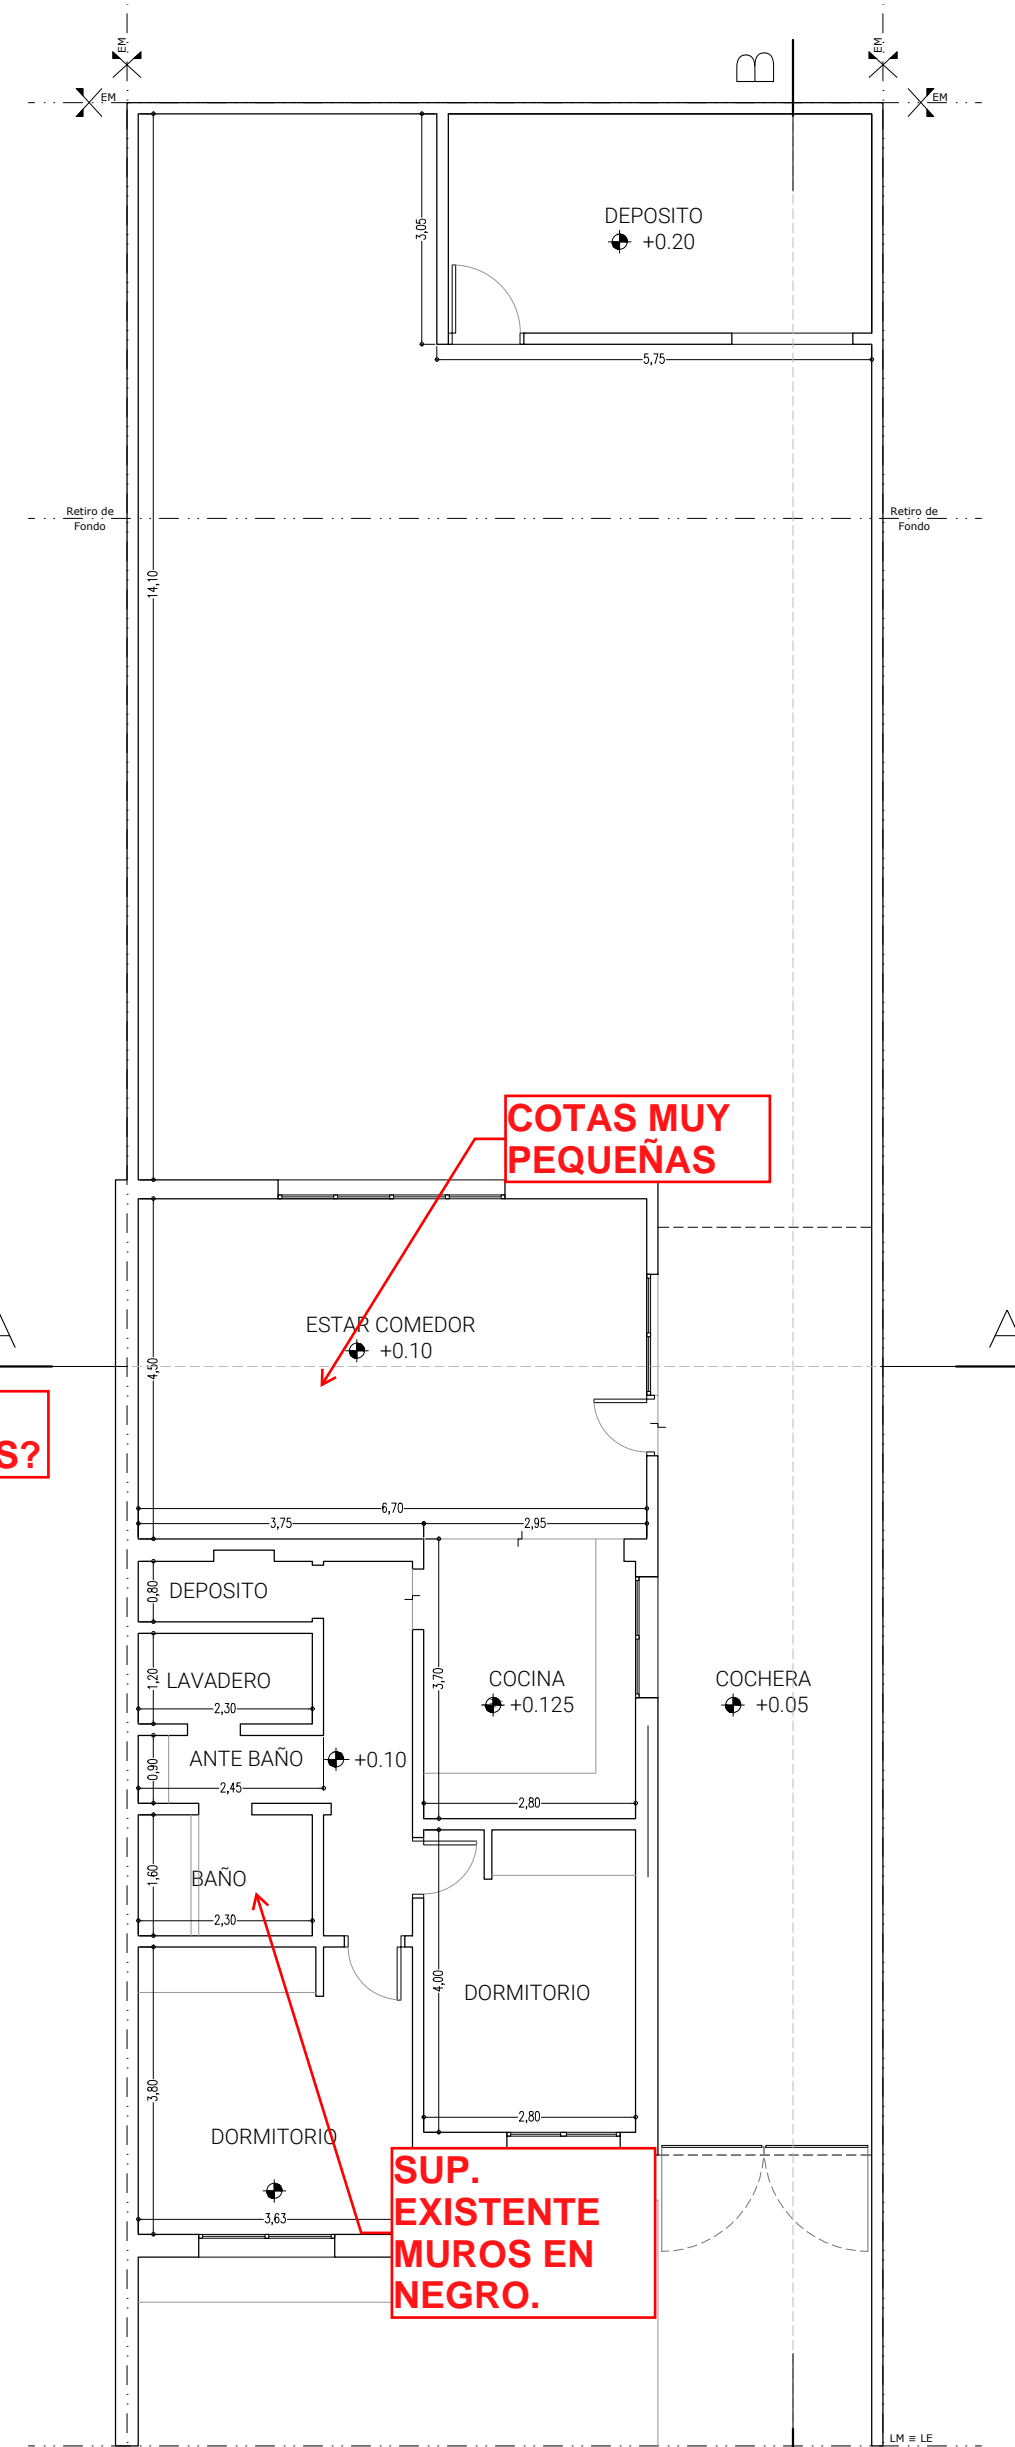 EM
EM
B
EM
EM
3,05
DEPOSITO
+0.20
5,75
Retiro de
Fondo
Retiro de
Fondo
14,10
COTAS MUY
PEQUEÑAS
ESTAR COMEDOR
+0.10
A
A
4,50
S?
6,70
3,75
2,95
0,80
DEPOSITO
1,20
LAVADERO
2,30
3,70
COCINA
+0.125
COCHERA
+0.05
0,90
ANTE BAÑO
+0.10
2,45
2,80
1,60
BAÑO
2,30
4,00
DORMITORIO
3,80
2,80
DORMITORIO
3,63
SUP.
EXISTENTE
MUROS EN
NEGRO.
LM = LE